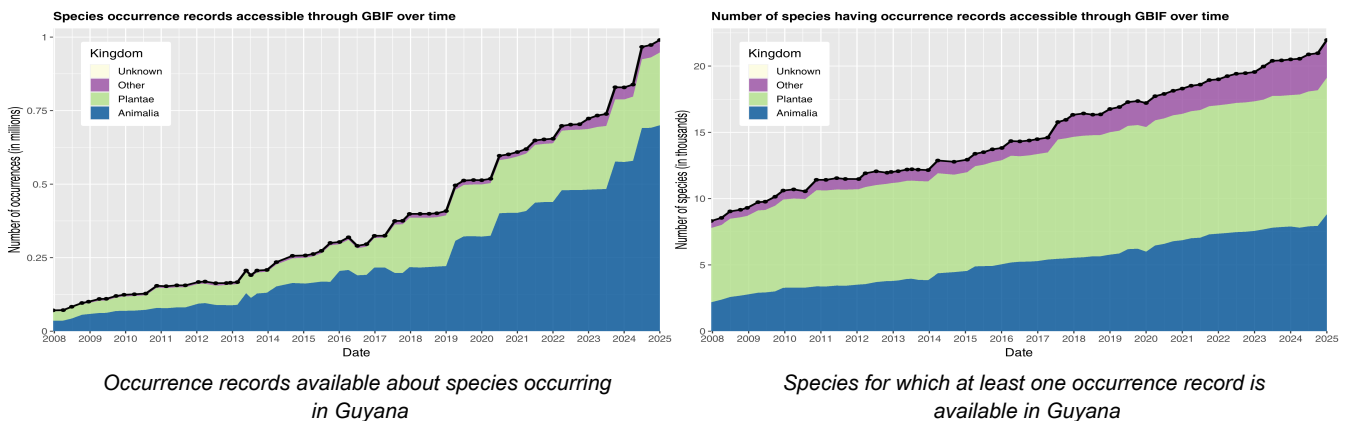 Species occurrence records accessible through GBIF over time
Number of occurrences (in millions)
1
0.75
0.5
0.25
0
Kingdom
Unknown
Other
Plantae
Animalia
2008 2009 2010 2011 2012 2013 2014 2015 2016 2017 2018 2019 2020 2021 2022 2023 2024 2025
Date
Occurrence records available about species occurring
in Guyana
Number of species having occurrence records accessible through GBIF over time
Number of species (in thousands)
20
15
10
5
0
Kingdom
Unknown
Other
Plantae
Animalia
2008 2009 2010 2011 2012 2013 2014 2015 2016 2017 2018 2019 2020 2021 2022 2023 2024 2025
Date
Species for which at least one occurrence record is
available in Guyana